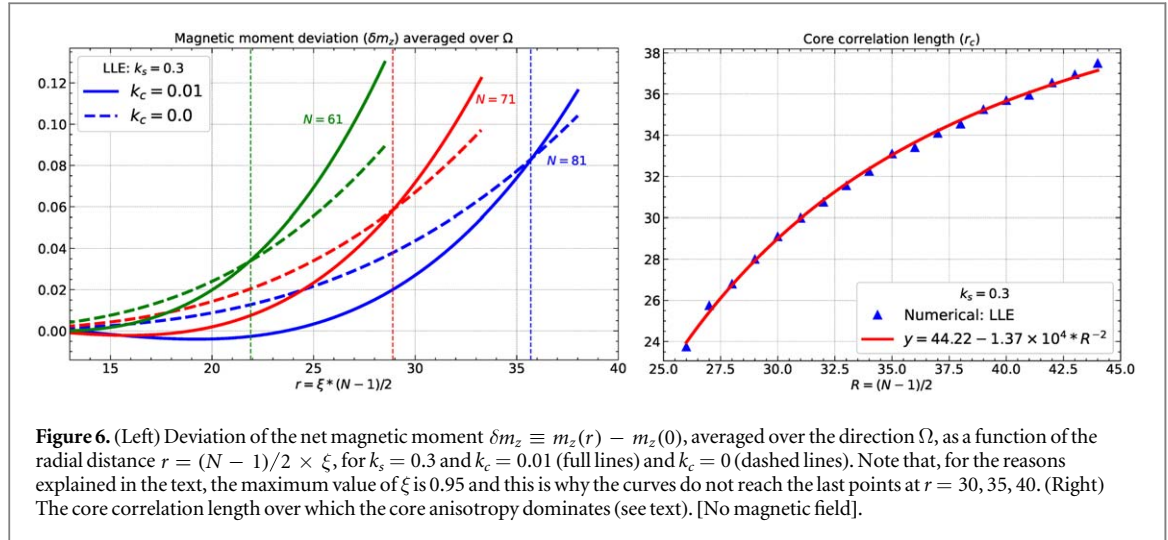 Magnetic moment deviation (δm_z) averaged over Ω
LLE: k_s = 0.3
k_c = 0.01
k_c = 0.0
N = 61
N = 71
N = 81
0.12
0.10
0.08
0.06
0.04
0.02
0.00
15 20 25 30 35 40
r = ξ * (N − 1)/2
Core correlation length (r_c)
38
36
34
32
30
28
26
24
k_s = 0.3
Numerical: LLE
y = 44.22 − 1.37 × 10⁴ * R⁻²
25.0 27.5 30.0 32.5 35.0 37.5 40.0 42.5 45.0
R = (N − 1)/2
Figure 6. (Left) Deviation of the net magnetic moment δm_z ≡ m_z(r) − m_z(0), averaged over the direction Ω, as a function of the
radial distance r = (N − 1)/2 × ξ, for k_s = 0.3 and k_c = 0.01 (full lines) and k_c = 0 (dashed lines). Note that, for the reasons
explained in the text, the maximum value of ξ is 0.95 and this is why the curves do not reach the last points at r = 30, 35, 40. (Right)
The core correlation length over which the core anisotropy dominates (see text). [No magnetic field].